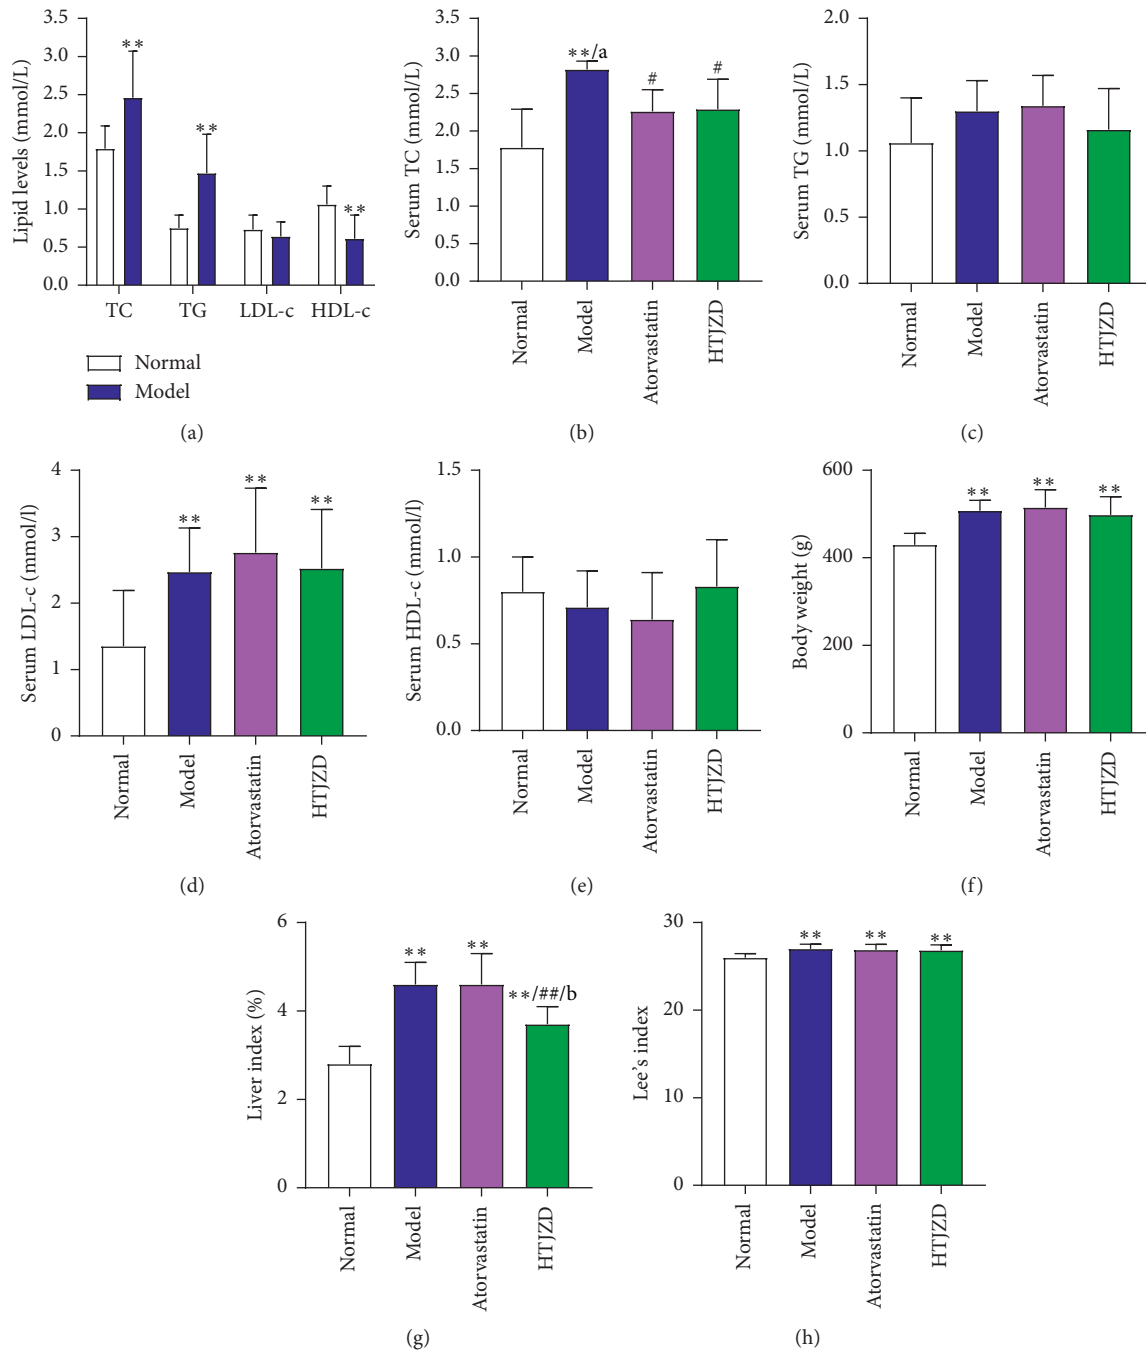 Lipid levels (mmol/L)
3.5
3.0
2.5
2.0
1.5
1.0
0.5
0.0
**
**
**
TC TG LDL-c HDL-c
Normal
Model
(a)
Serum TC (mmol/L)
3.5
3.0
2.5
2.0
1.5
1.0
0.5
0.0
**/a
#
#
Normal
Model
Atorvastatin
HTJZD
(b)
Serum TG (mmol/L)
2.0
1.5
1.0
0.5
0.0
Normal
Model
Atorvastatin
HTJZD
(c)
Serum LDL-c (mmol/l)
4
3
2
1
0
**
**
**
Normal
Model
Atorvastatin
HTJZD
(d)
Serum HDL-c (mmol/l)
1.5
1.0
0.5
0.0
Normal
Model
Atorvastatin
HTJZD
(e)
Body weight (g)
600
400
200
0
**
**
**
Normal
Model
Atorvastatin
HTJZD
(f)
Liver index (%)
6
4
2
0
**
**
**/##/b
Normal
Model
Atorvastatin
HTJZD
(g)
Lee's index
30
20
10
0
**
**
**
Normal
Model
Atorvastatin
HTJZD
(h)